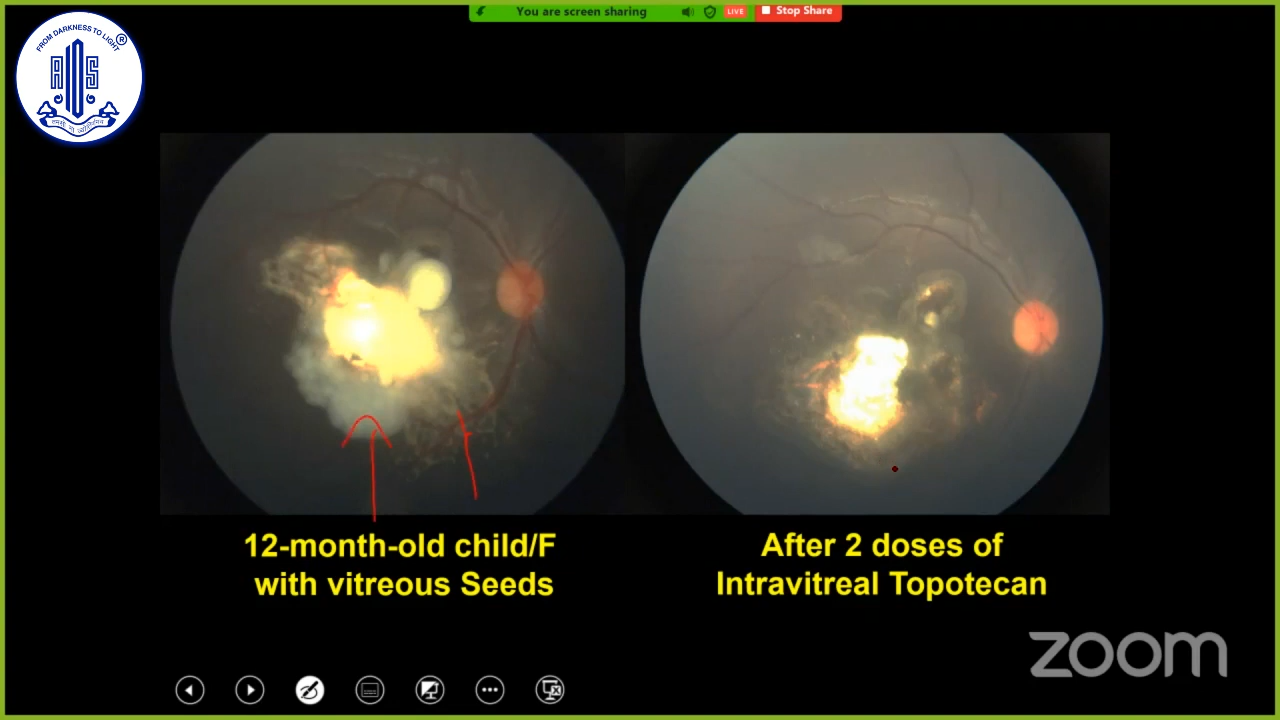 You are screen sharing
LIVE
Stop Share
FROM DARKNESS TO LIGHT
AIOS
12-month-old child/F
with vitreous Seeds
After 2 doses of
Intravitreal Topotecan
zoom